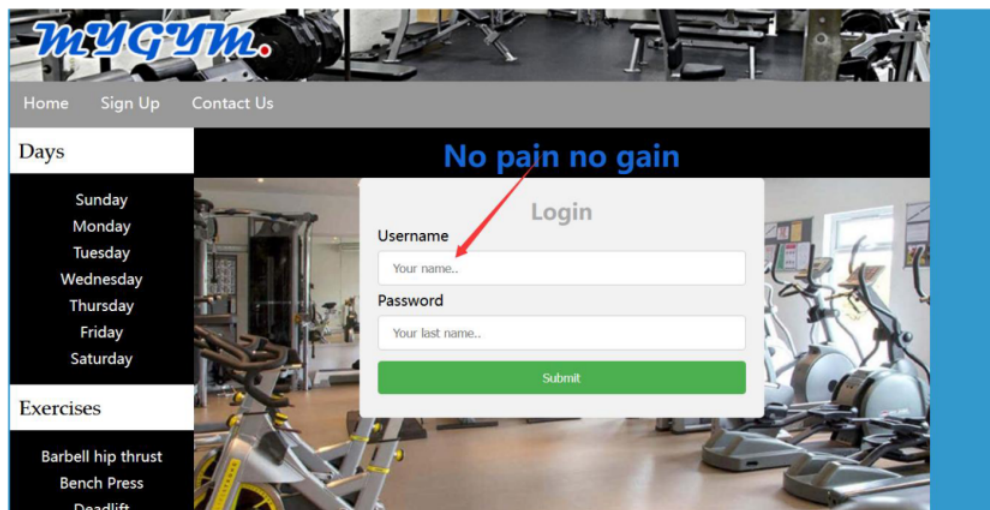 MYGYM.
Home Sign Up Contact Us
Days
Sunday
Monday
Tuesday
Wednesday
Thursday
Friday
Saturday
Exercises
Barbell hip thrust
Bench Press
Deadlift
No pain no gain
Login
Username
Your name..
Password
Your last name..
Submit